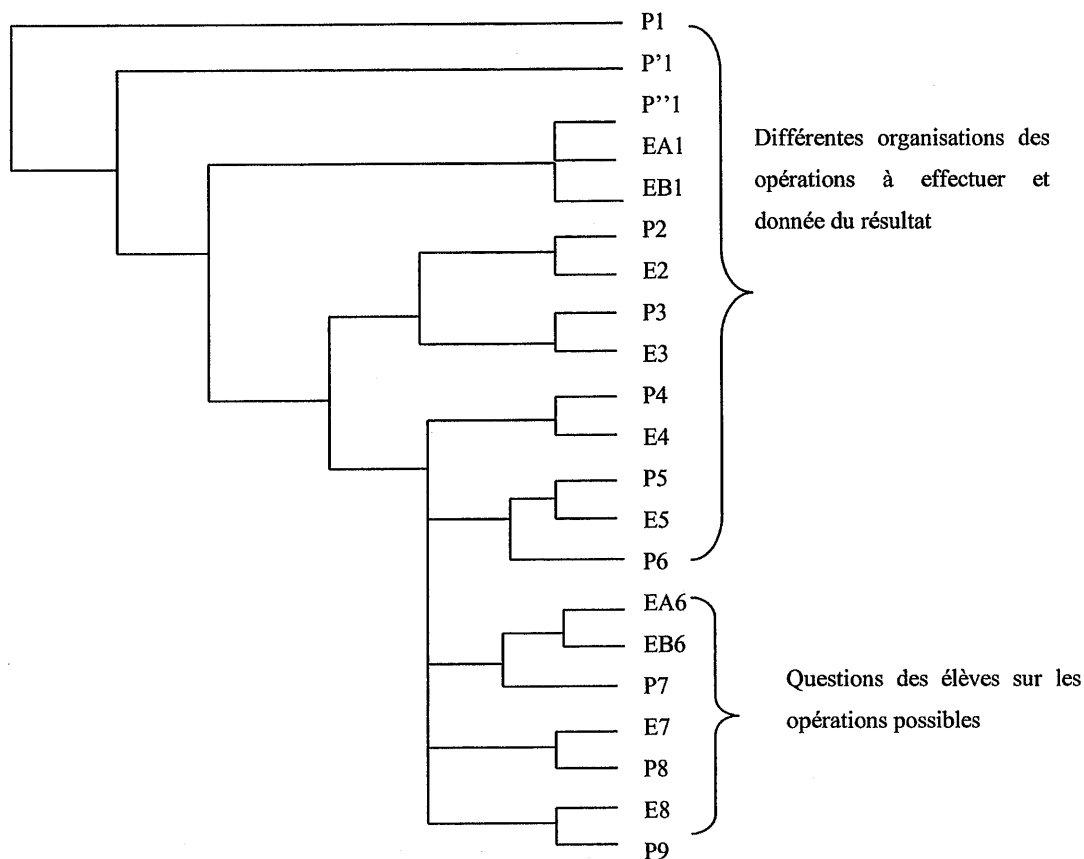 P1
P’1
P’’1
EA1
EB1
P2
E2
P3
E3
P4
E4
P5
E5
P6
EA6
EB6
P7
E7
P8
E8
P9
Différentes organisations des
opérations à effectuer et
donnée du résultat
Questions des élèves sur les
opérations possibles